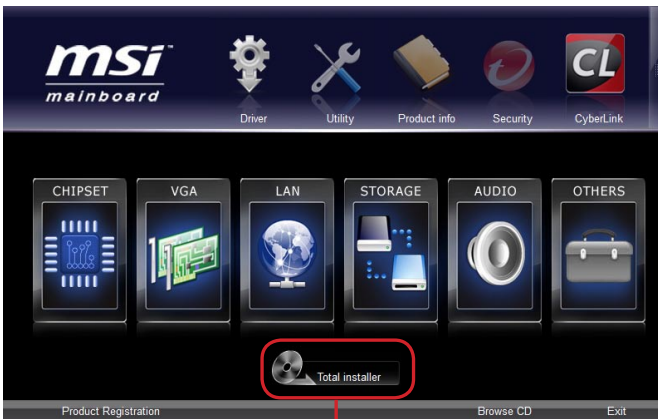 msi™
mainboard
Driver Utility Product info Security CyberLink
CL
CHIPSET VGA LAN STORAGE AUDIO OTHERS
Total installer
Product Registration Browse CD Exit